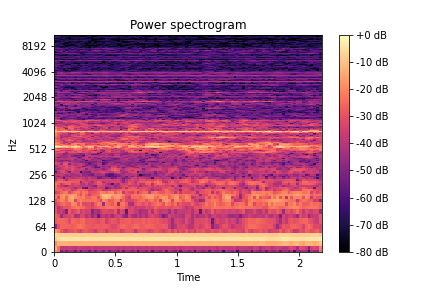 Power spectrogram
8192
4096
2048
1024
512
256
128
64
0
Hz
0
0.5
1
1.5
2
Time
+0 dB
-10 dB
-20 dB
-30 dB
-40 dB
-50 dB
-60 dB
-70 dB
-80 dB